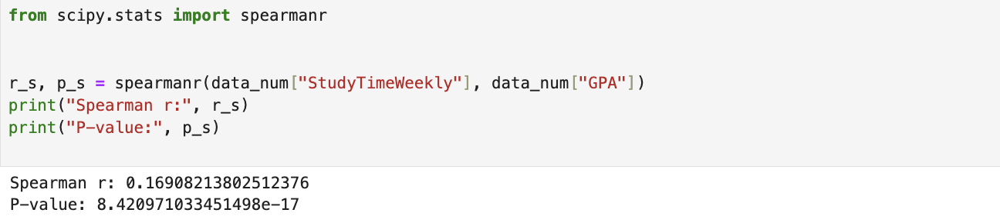 from scipy.stats import spearmanr
r_s, p_s = spearmanr(data_num["StudyTimeWeekly"], data_num["GPA"])
print("Spearman r:", r_s)
print("P-value:", p_s)
Spearman r: 0.16908213802512376
P-value: 8.420971033451498e-17